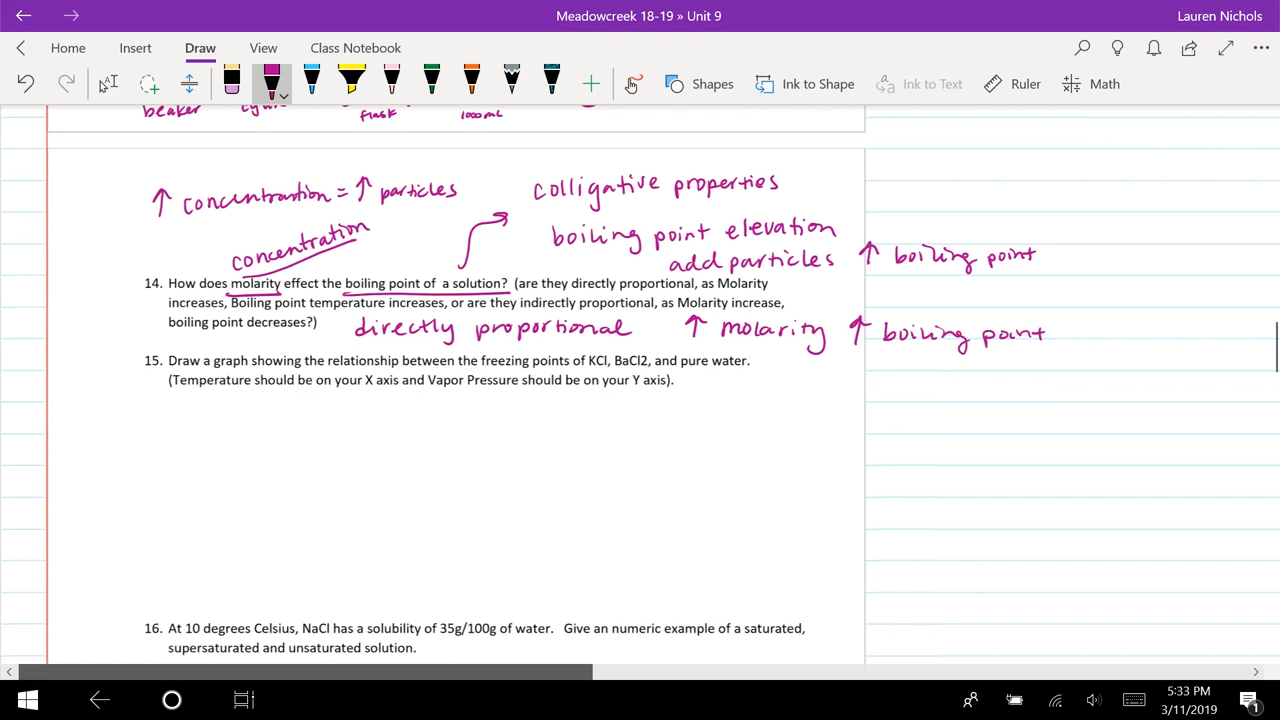 Meadowcreek 18-19 » Unit 9
Lauren Nichols
Home Insert Draw View Class Notebook
Shapes Ink to Shape Ink to Text Ruler Math
beaker
flask
1000mL
↑ concentration = ↑ particles
colligative properties
concentration
boiling point elevation
add particles ↑ boiling point
14. How does molarity effect the boiling point of a solution? (are they directly proportional, as Molarity
increases, Boiling point temperature increases, or are they indirectly proportional, as Molarity increase,
boiling point decreases?)
directly proportional ↑ molarity ↑ boiling point
15. Draw a graph showing the relationship between the freezing points of KCl, BaCl2, and pure water.
(Temperature should be on your X axis and Vapor Pressure should be on your Y axis).
16. At 10 degrees Celsius, NaCl has a solubility of 35g/100g of water. Give an numeric example of a saturated,
supersaturated and unsaturated solution.
5:33 PM
3/11/2019
1